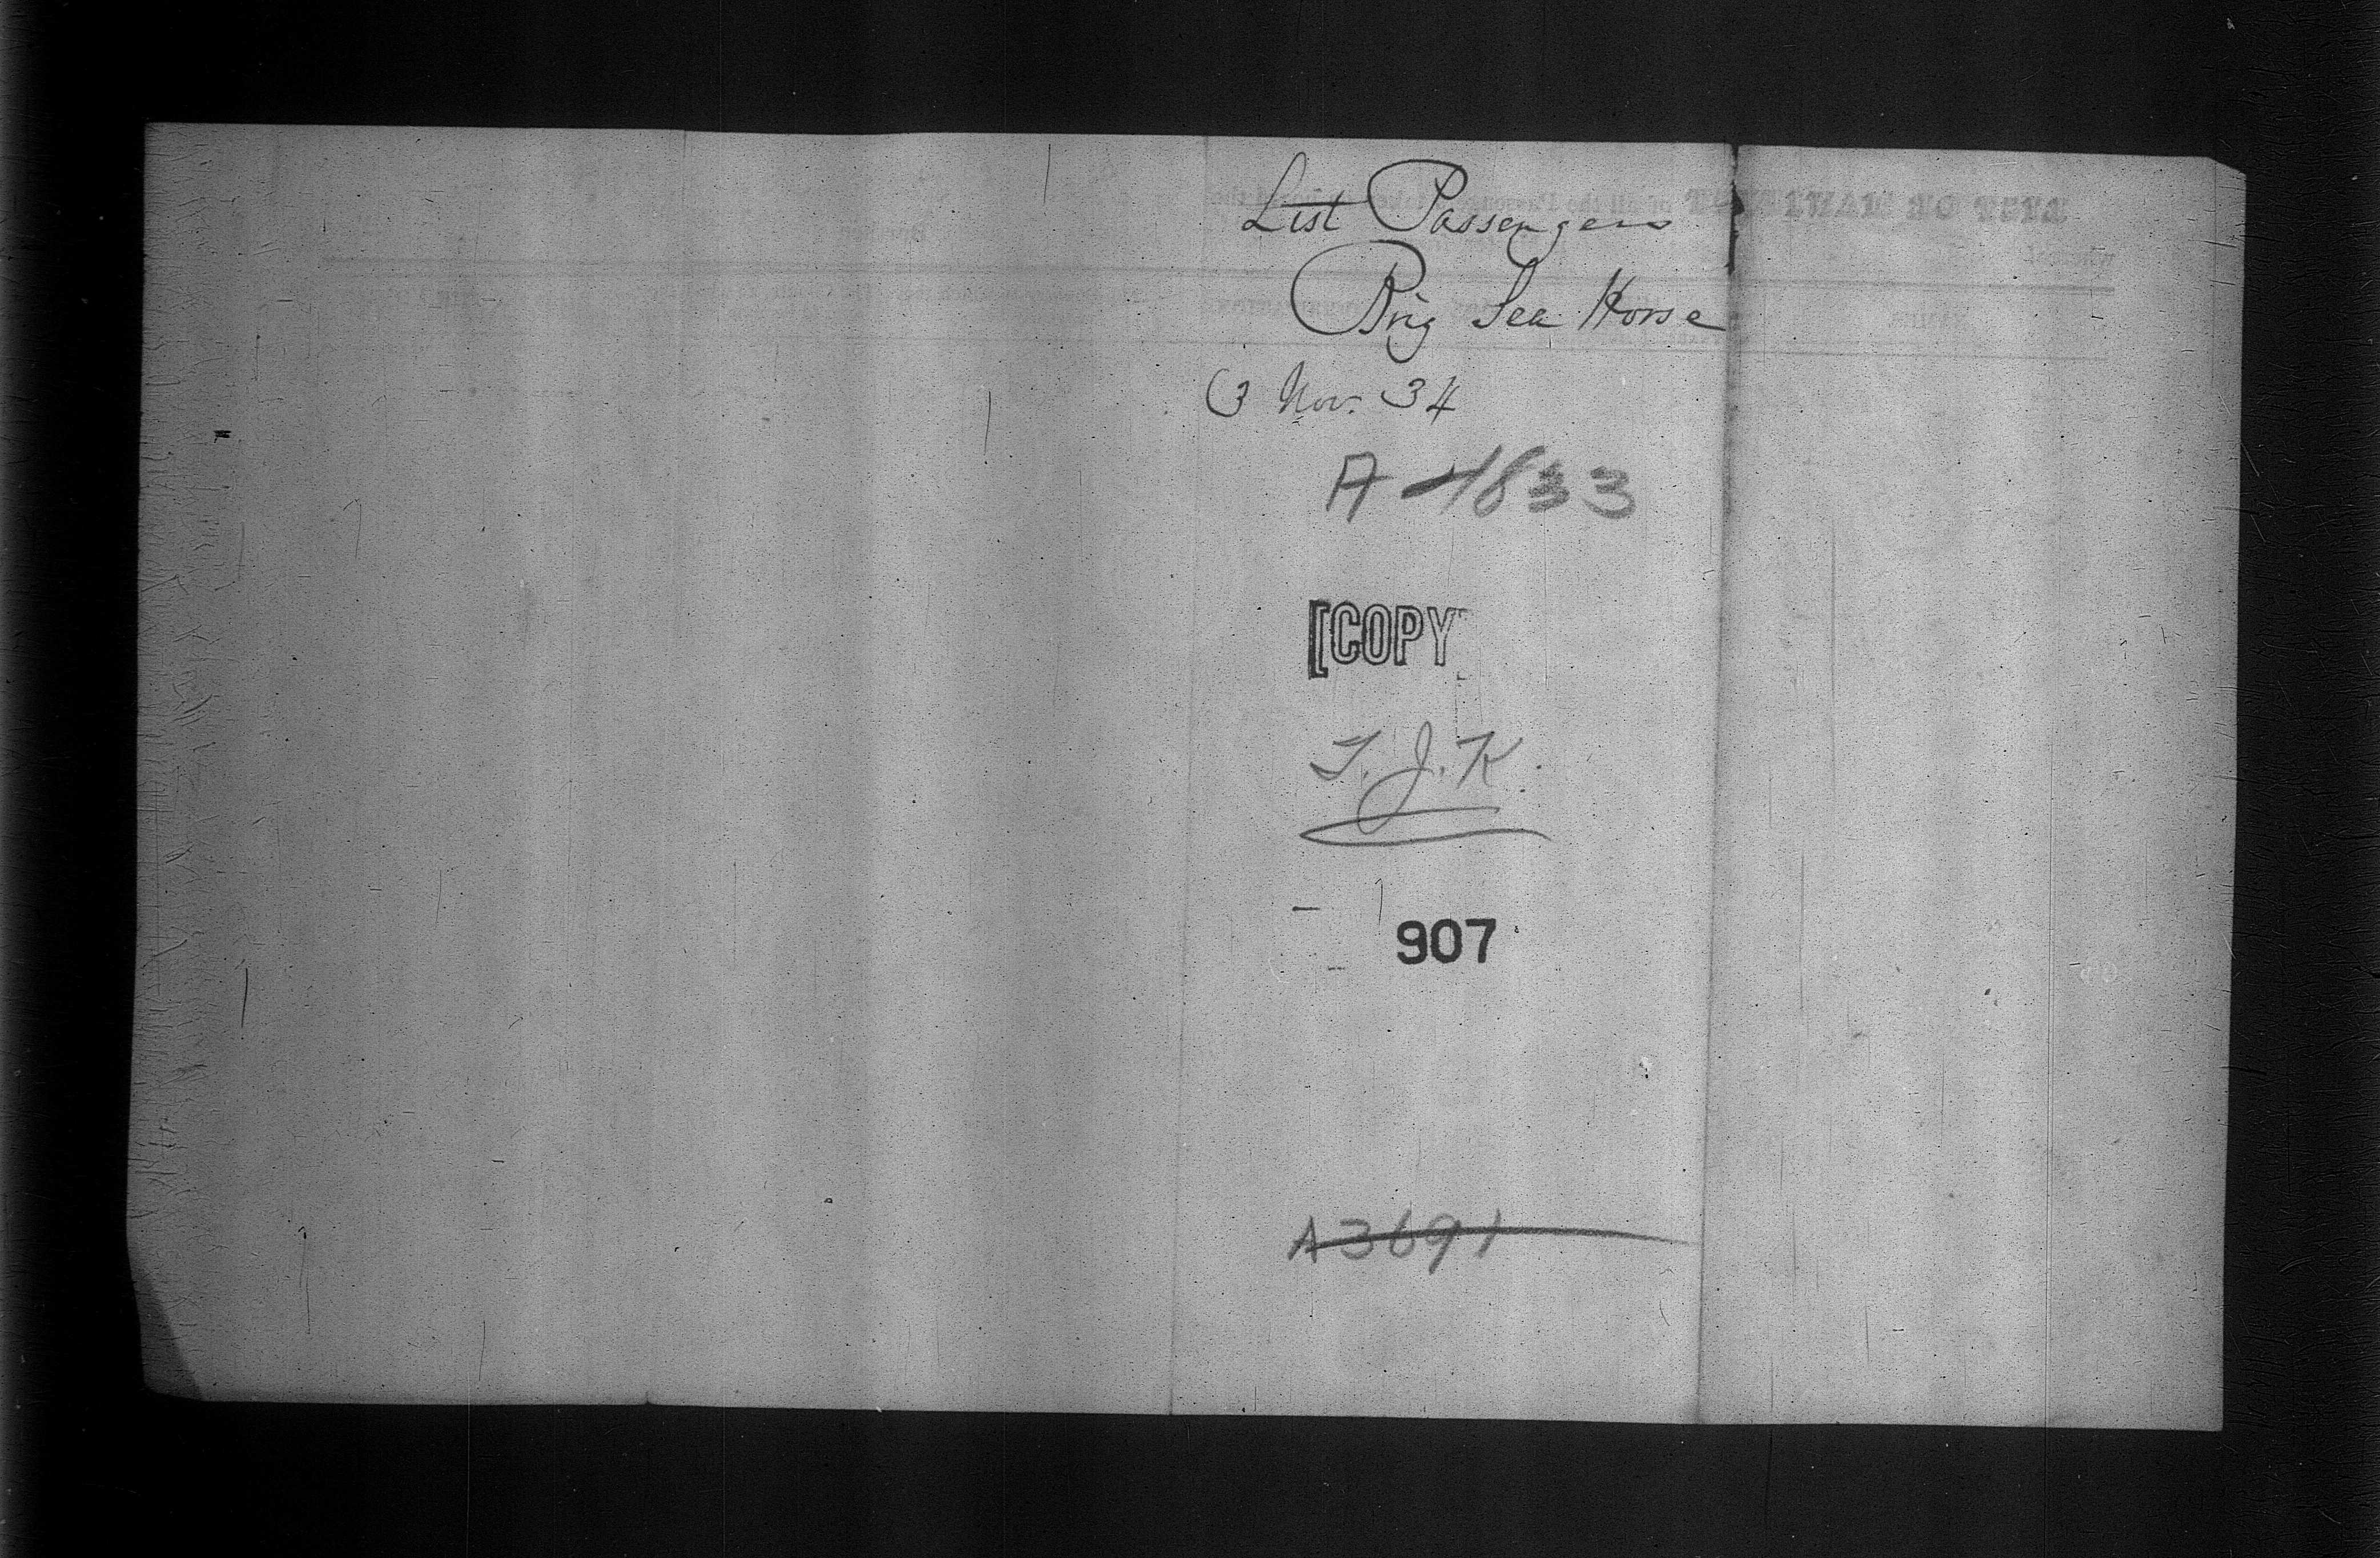 List Passengers
Brig Sea Horse
3 Nov. 34
A-1833
[COPY
T. J. K.
907
A3691